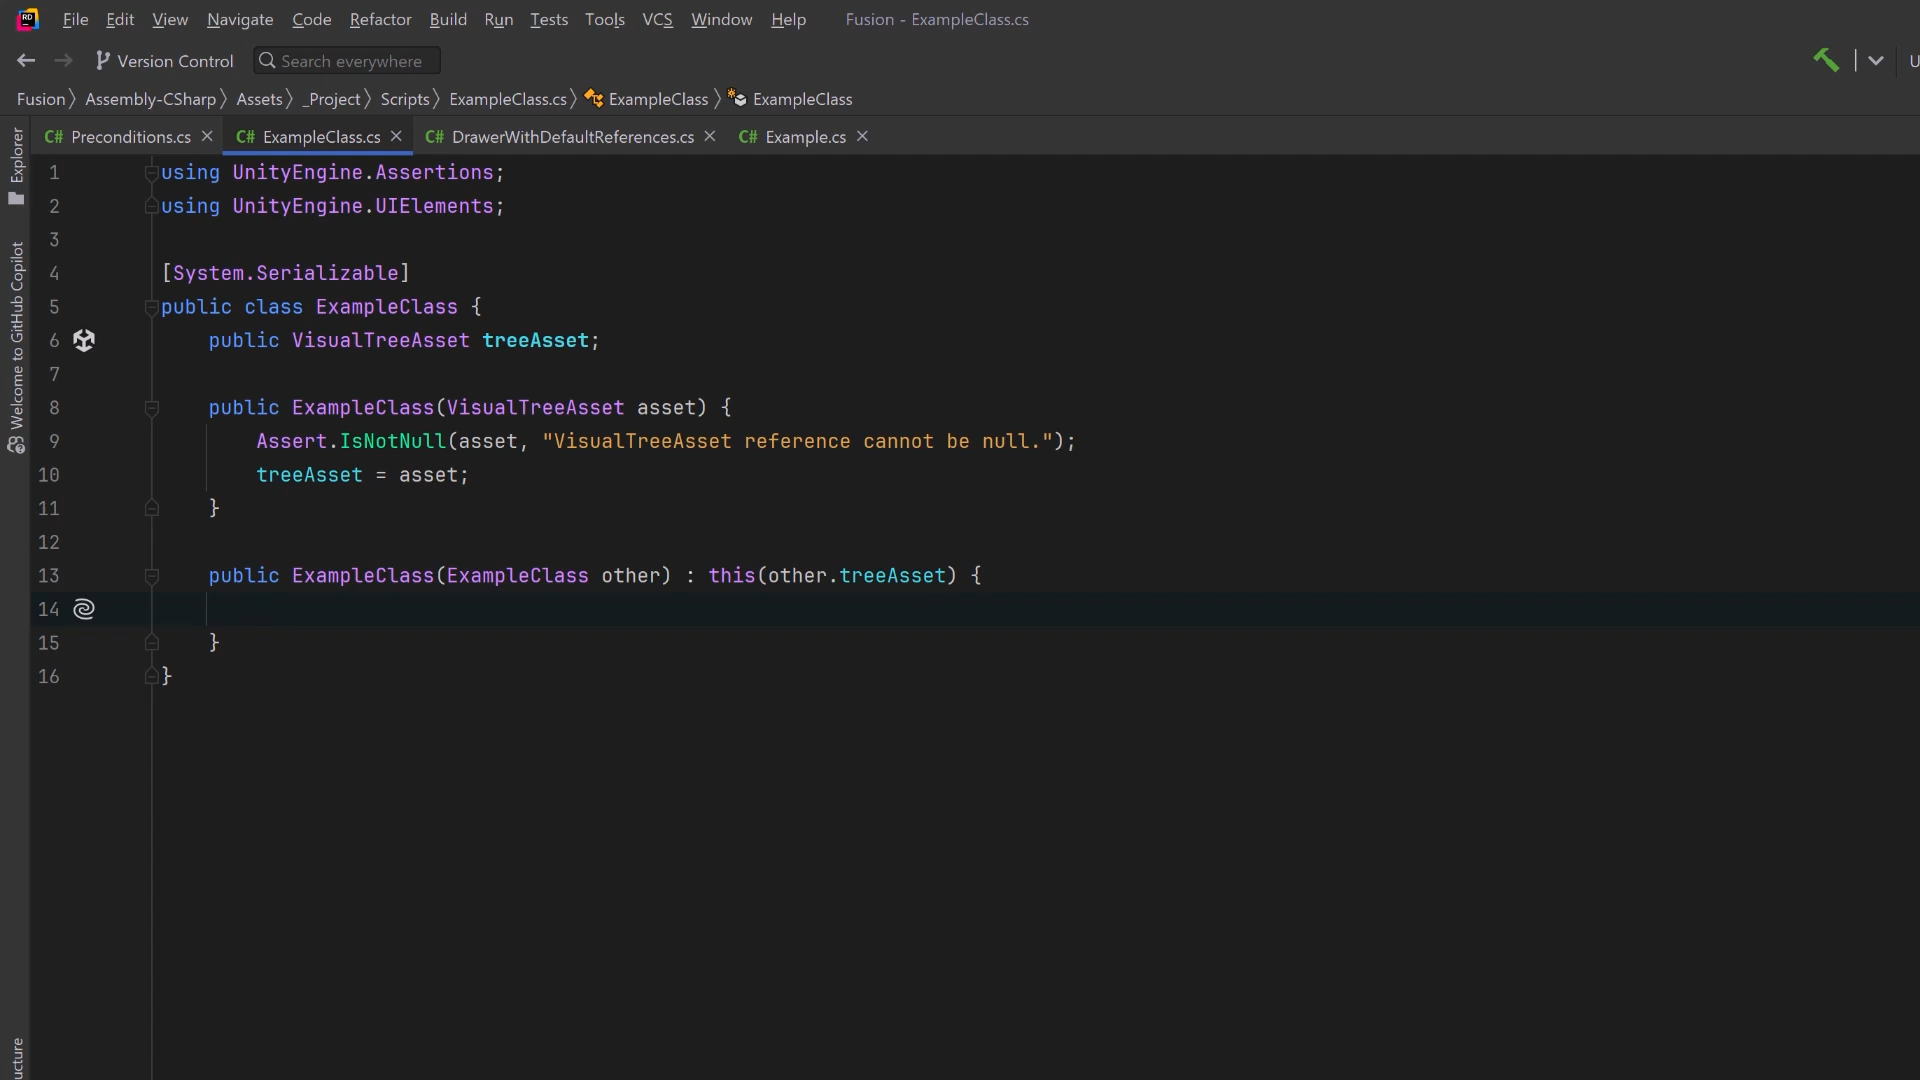 File Edit View Navigate Code Refactor Build Run Tests Tools VCS Window Help Fusion - ExampleClass.cs
Version Control Search everywhere U
Fusion Assembly-CSharp Assets _Project Scripts ExampleClass.cs ExampleClass ExampleClass
C# Preconditions.cs C# ExampleClass.cs C# DrawerWithDefaultReferences.cs C# Example.cs
Explorer
Welcome to GitHub Copilot
ucture
1 using UnityEngine.Assertions;
2 using UnityEngine.UIElements;
3
4 [System.Serializable]
5 public class ExampleClass {
6 public VisualTreeAsset treeAsset;
7
8 public ExampleClass(VisualTreeAsset asset) {
9 Assert.IsNotNull(asset, "VisualTreeAsset reference cannot be null.");
10 treeAsset = asset;
11 }
12
13 public ExampleClass(ExampleClass other) : this(other.treeAsset) {
14
15 }
16 }